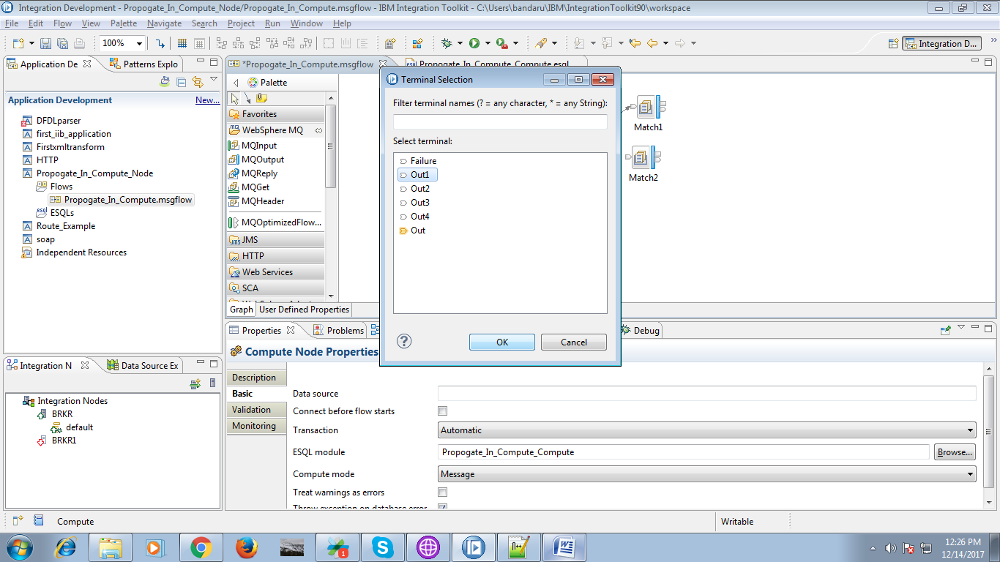 Integration Development - Propogate_In_Compute_Node/Propogate_In_Compute.msgflow - IBM Integration Toolkit - C:\Users\bandaru\IBM\IntegrationToolkit90\workspace
File Edit Flow View Palette Navigate Search Project Run Window Help
100%
Integration D...
Application De
Patterns Explo
Application Development
New...
DFDLparser
first_iib_application
Firstxmltransform
HTTP
Propogate_In_Compute_Node
Flows
Propogate_In_Compute.msgflow
esql
ESQLs
Route_Example
soap
Independent Resources
*Propogate_In_Compute.msgflow
Propogate_In_Compute_Compute.esql
Palette
Favorites
WebSphere MQ
MQInput
MQOutput
MQReply
MQGet
MQHeader
MQOptimizedFlow...
JMS
HTTP
Web Services
SCA
Graph
User Defined Properties
Match1
Match2
Terminal Selection
Filter terminal names (? = any character, * = any String):
Select terminal:
Failure
Out1
Out2
Out3
Out4
Out
OK
Cancel
Properties
Problems
Debug
Compute Node Properties
Description
Basic
Validation
Monitoring
Data source
Connect before flow starts
Transaction
Automatic
ESQL module
Propogate_In_Compute_Compute
Browse...
Compute mode
Message
Treat warnings as errors
Throw exception on database error
Integration N
Data Source Ex
Integration Nodes
BRKR
default
BRKR1
Compute
Writable
1
12:26 PM
12/14/2017